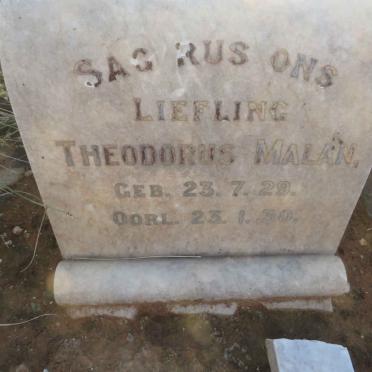 SAG RUS ONS
LIEFLING
THEODORUS MALAN,
GEB. 23.7.29.
OORL. 23.1.30.